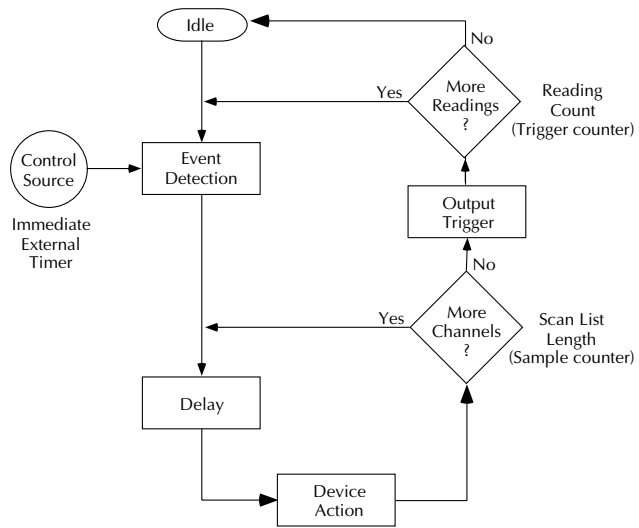 Idle
No
More
Readings
?
Yes
Reading
Count
(Trigger counter)
Control
Source
Event
Detection
Immediate
External
Timer
Output
Trigger
No
More
Channels
?
Yes
Scan List
Length
(Sample counter)
Delay
Device
Action